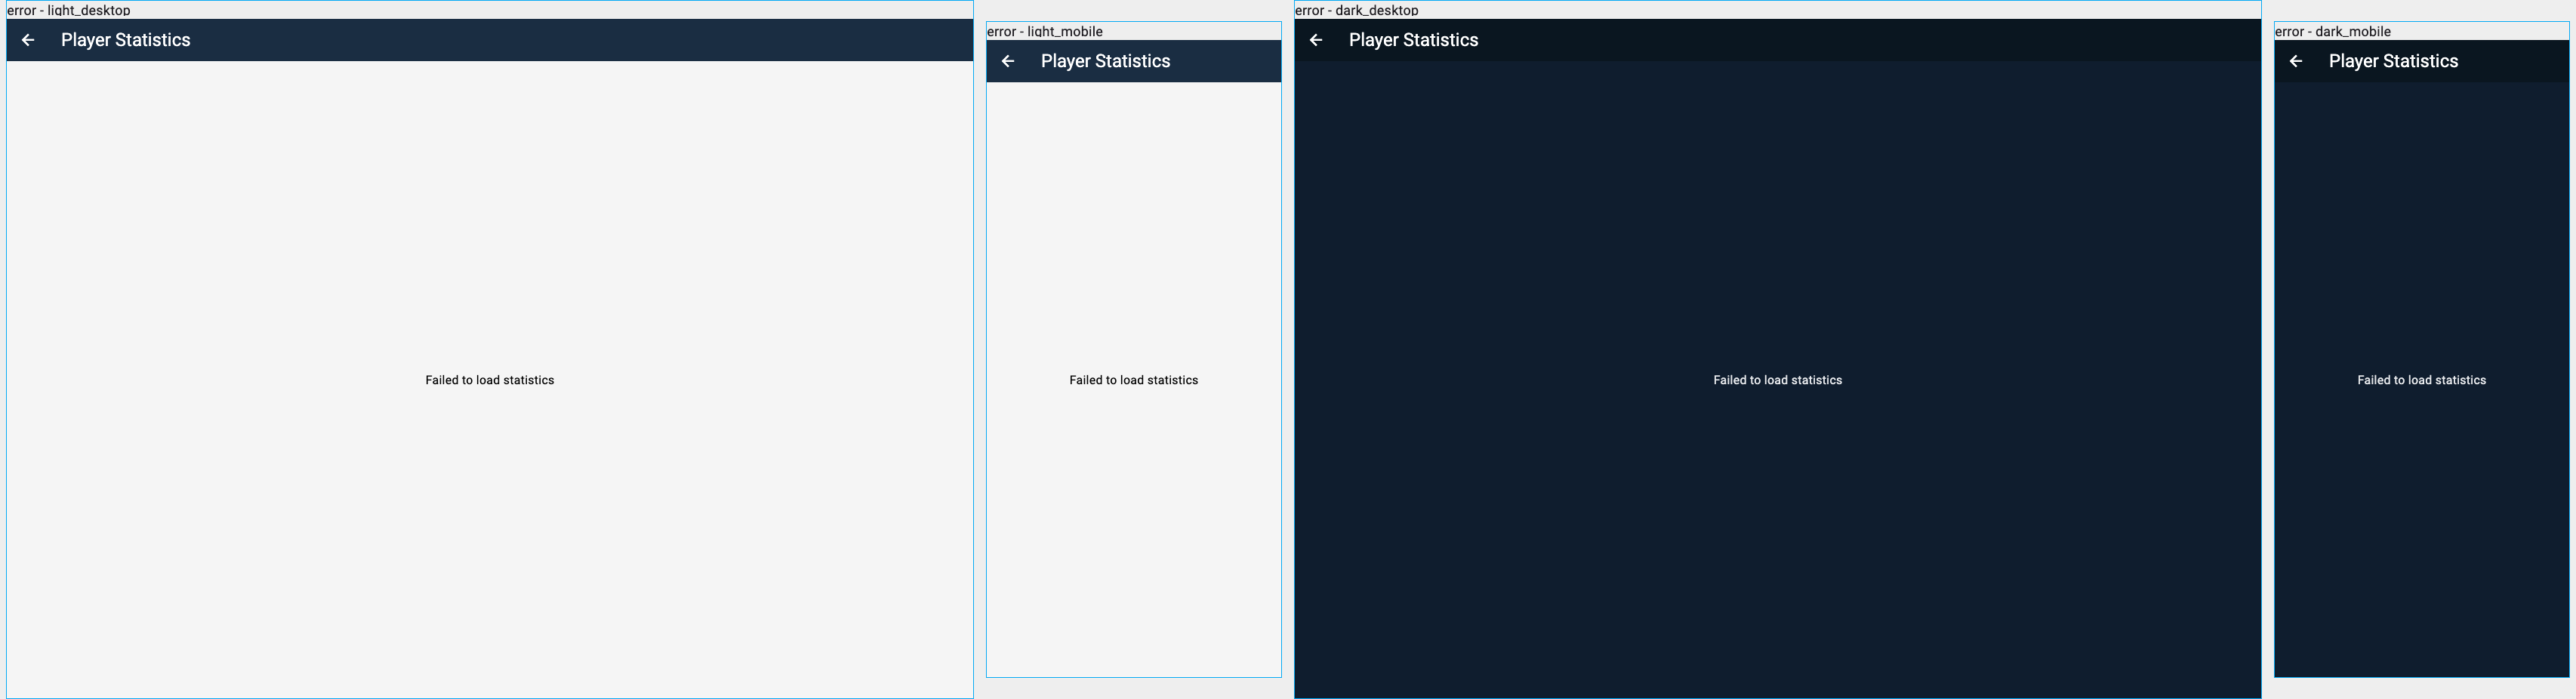 error - light_desktop
Player Statistics
Failed to load statistics
error - light_mobile
Player Statistics
Failed to load statistics
error - dark_desktop
Player Statistics
Failed to load statistics
error - dark_mobile
Player Statistics
Failed to load statistics